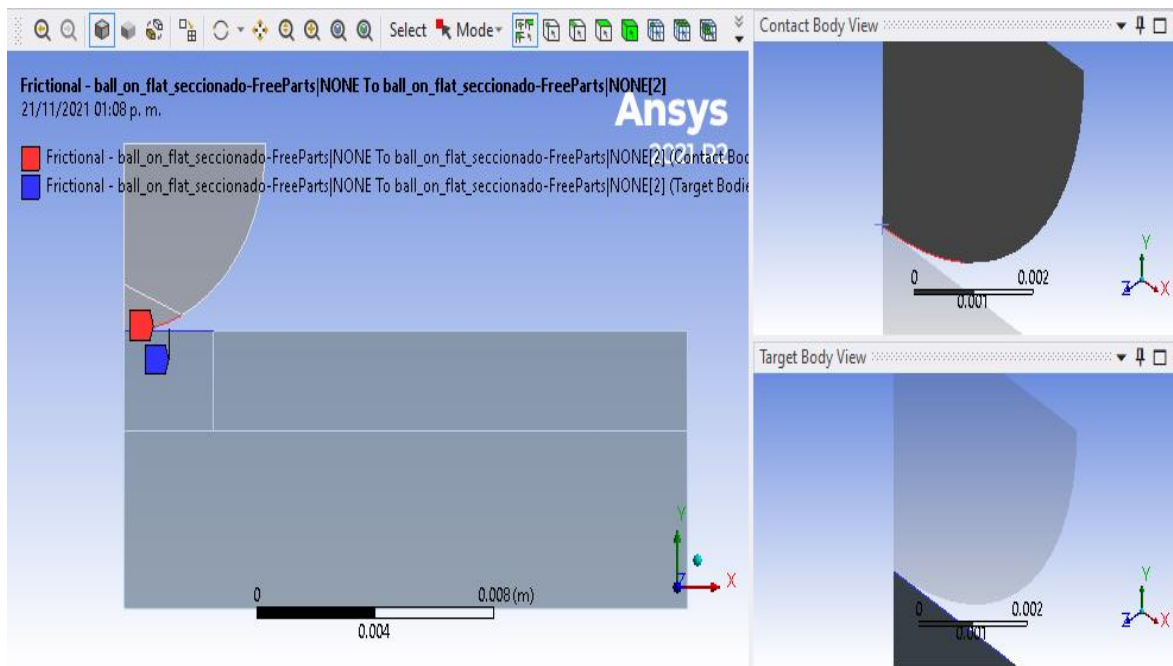 Select Mode
Frictional - ball_on_flat_seccionado-FreeParts|NONE To ball_on_flat_seccionado-FreeParts|NONE[2]
21/11/2021 01:08 p. m.
Ansys
2021 R2
Frictional - ball_on_flat_seccionado-FreeParts|NONE To ball_on_flat_seccionado-FreeParts|NONE[2] (Contact Bod
Frictional - ball_on_flat_seccionado-FreeParts|NONE To ball_on_flat_seccionado-FreeParts|NONE[2] (Target Bodie
0
0.008 (m)
0.004
Y
Z
X
Contact Body View
0
0.002
0.001
Y
Z
X
Target Body View
0
0.002
0.001
Y
Z
X